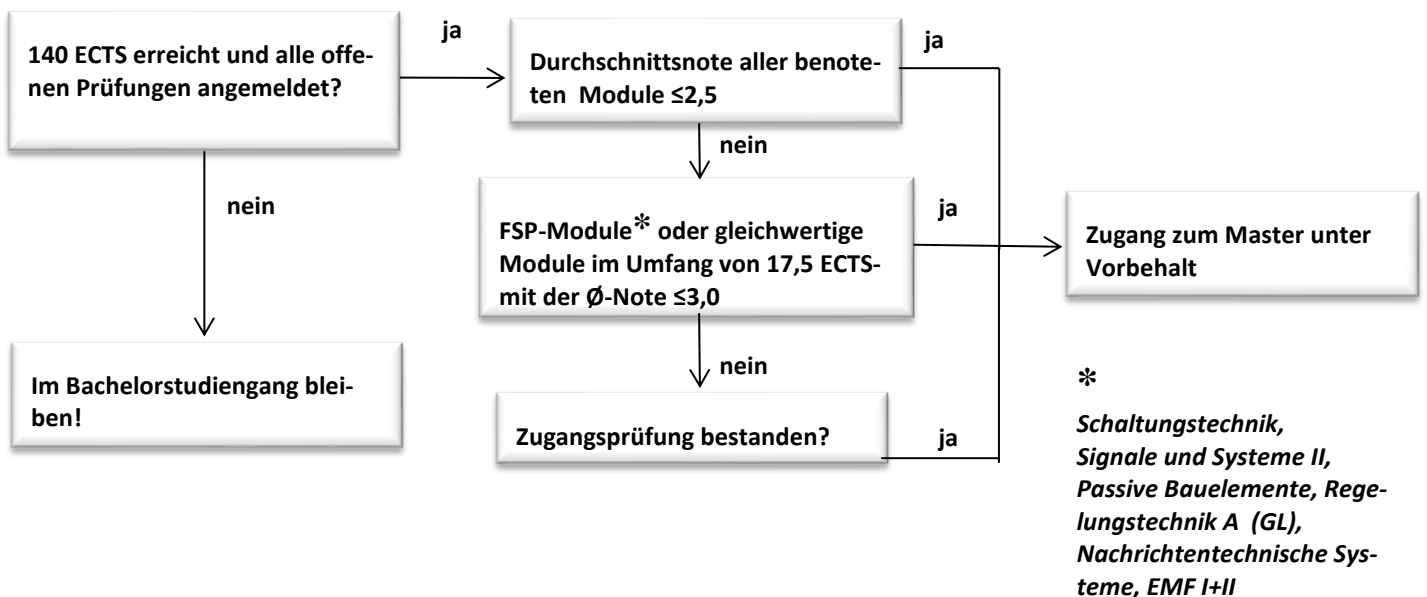 140 ECTS erreicht und alle offe-
nen Prüfungen angemeldet?
ja
Durchschnittsnote aller benote-
ten Module ≤2,5
ja
nein
nein
FSP-Module* oder gleichwertige
Module im Umfang von 17,5 ECTS-
mit der Ø-Note ≤3,0
ja
Zugang zum Master unter
Vorbehalt
nein
Im Bachelorstudiengang blei-
ben!
Zugangsprüfung bestanden?
ja
*
Schaltungstechnik,
Signale und Systeme II,
Passive Bauelemente, Rege-
lungstechnik A (GL),
Nachrichtentechnische Sys-
teme, EMF I+II